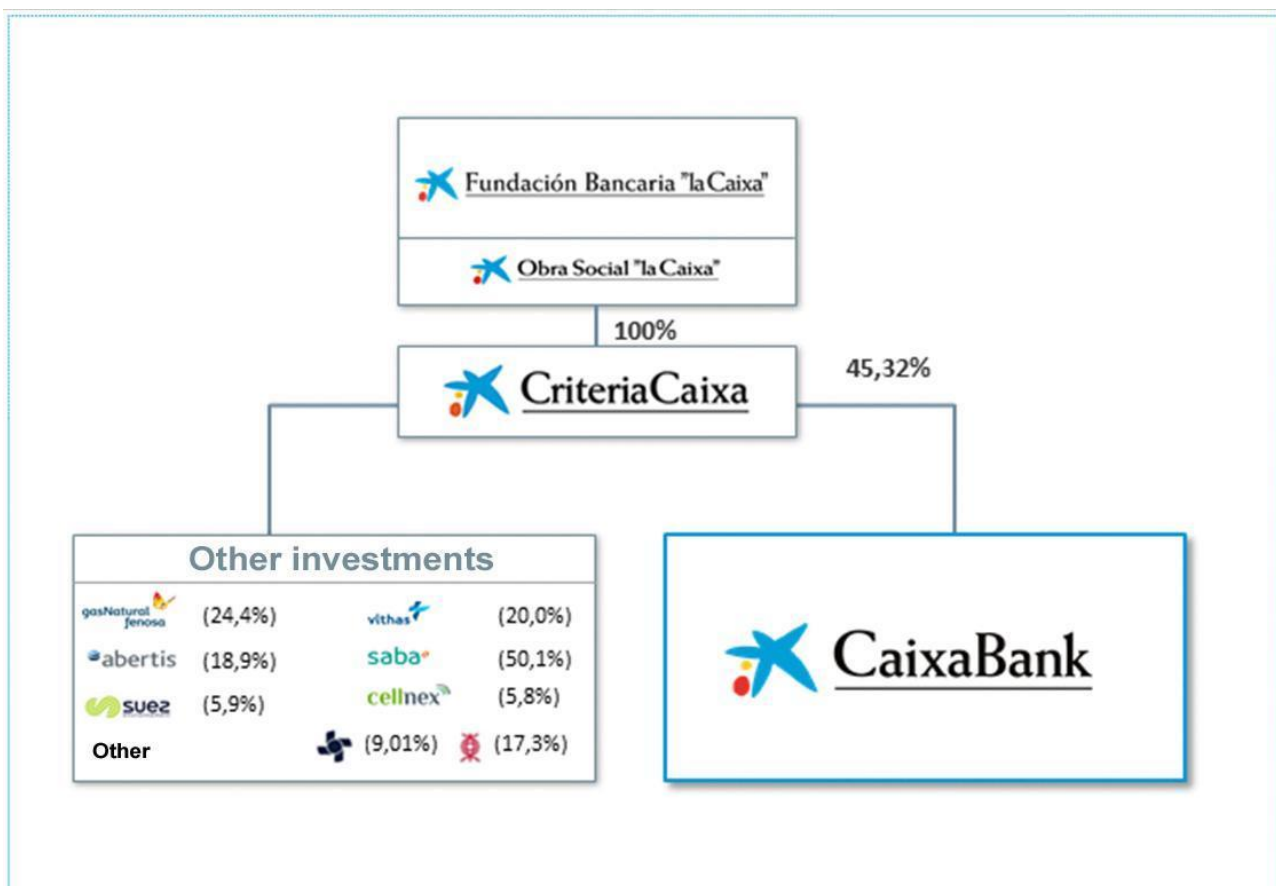 Fundación Bancaria "la Caixa"
Obra Social "la Caixa"
100%
CriteriaCaixa
45,32%
Other investments
gasNatural
fenosa
(24,4%)
vithas
(20,0%)
abertis
(18,9%)
saba
(50,1%)
suez
(5,9%)
cellnex
(5,8%)
Other
(9,01%)
(17,3%)
CaixaBank